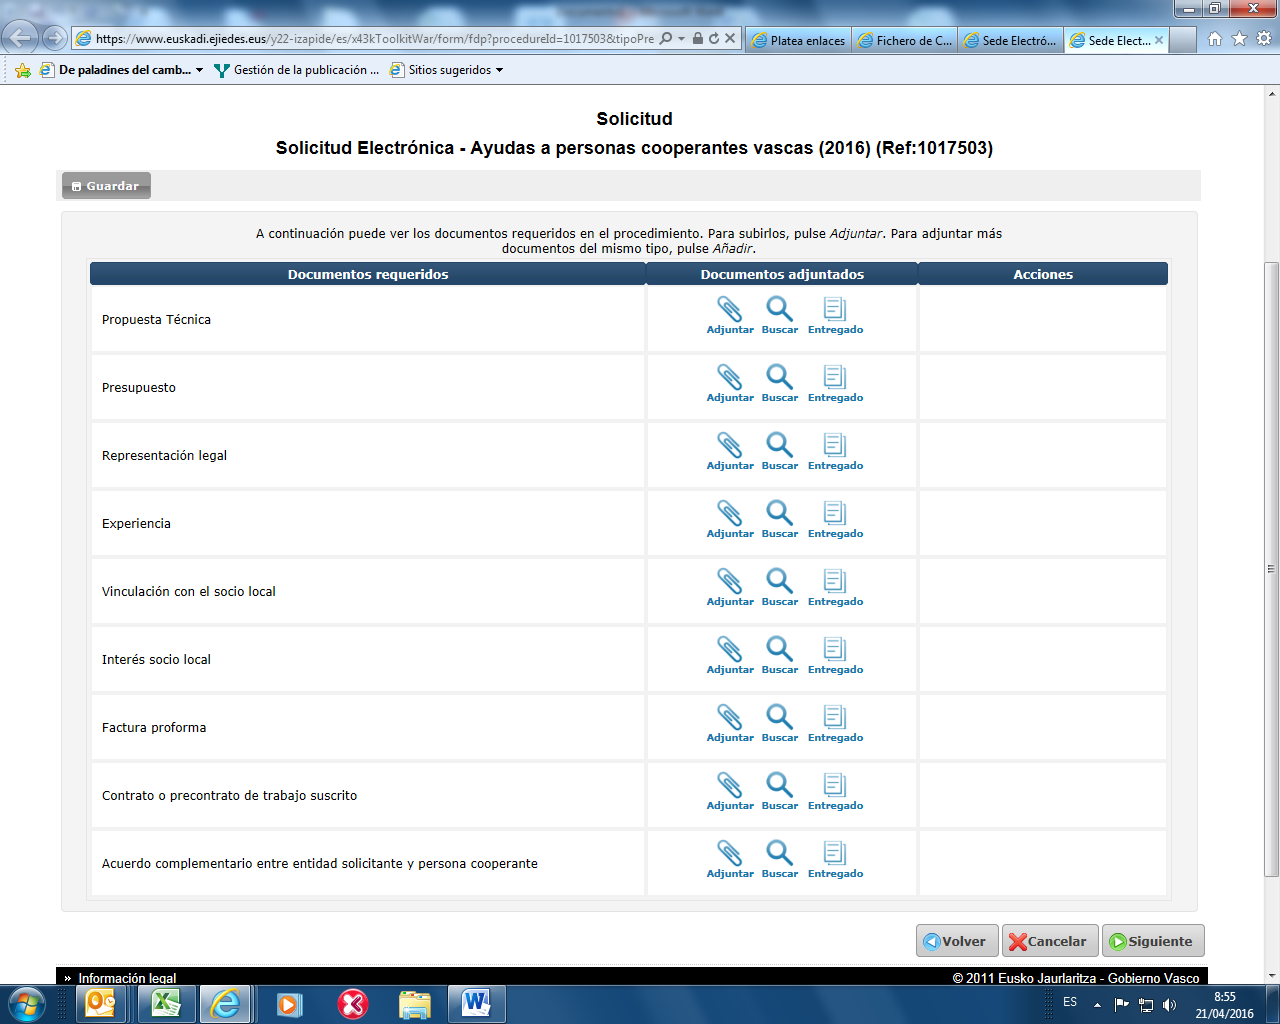 https://www.euskadi.ejiedes.eus/y22-izapide/es/x43kToolkitWar/form/fdp?procedureId=1017503&tipoPre
Platea enlaces
Fichero de C...
Sede Electró...
Sede Elect...
De paladines del camb...
Gestión de la publicación ...
Sitios sugeridos
Solicitud
Solicitud Electrónica - Ayudas a personas cooperantes vascas (2016) (Ref:1017503)
Guardar
A continuación puede ver los documentos requeridos en el procedimiento. Para subirlos, pulse Adjuntar. Para adjuntar más
documentos del mismo tipo, pulse Añadir.
Documentos requeridos Documentos adjuntados Acciones
Propuesta Técnica Adjuntar Buscar Entregado
Presupuesto Adjuntar Buscar Entregado
Representación legal Adjuntar Buscar Entregado
Experiencia Adjuntar Buscar Entregado
Vinculación con el socio local Adjuntar Buscar Entregado
Interés socio local Adjuntar Buscar Entregado
Factura proforma Adjuntar Buscar Entregado
Contrato o precontrato de trabajo suscrito Adjuntar Buscar Entregado
Acuerdo complementario entre entidad solicitante y persona cooperante Adjuntar Buscar Entregado
Volver Cancelar Siguiente
» Información legal © 2011 Eusko Jaurlaritza - Gobierno Vasco
ES
8:55
21/04/2016